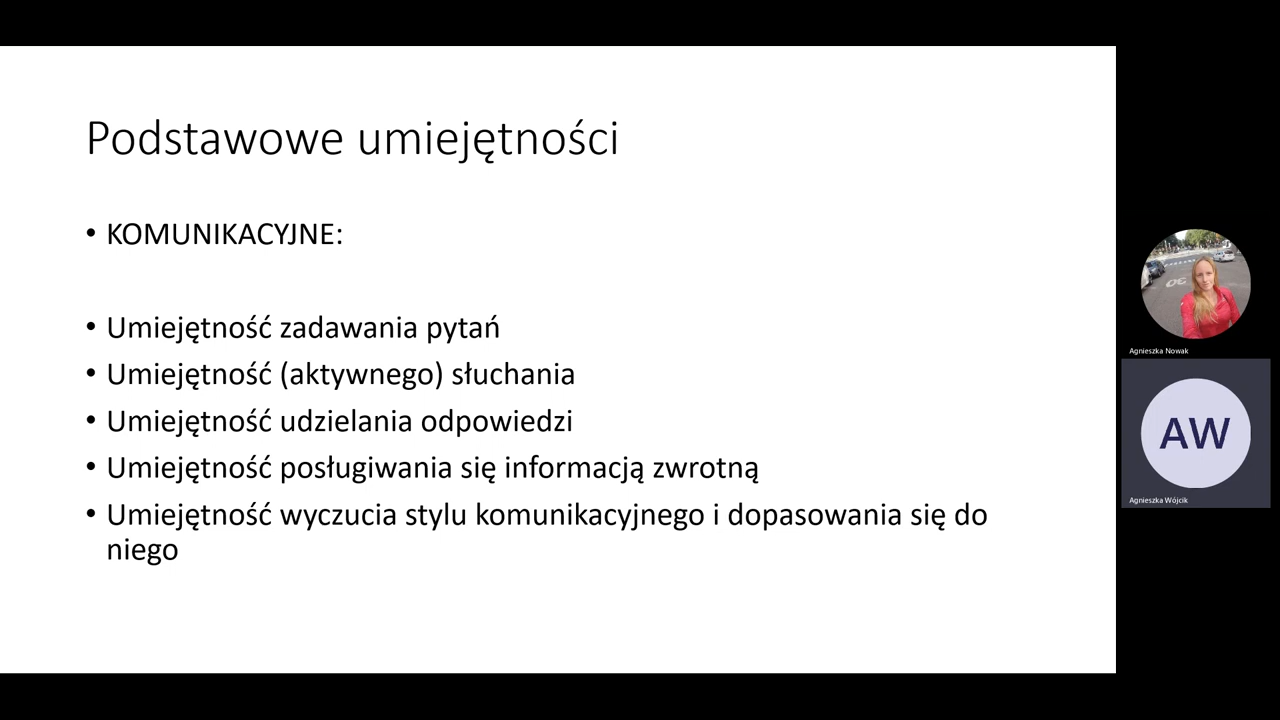 Podstawowe umiejętności
• KOMUNIKACYJNE:
• Umiejętność zadawania pytań
• Umiejętność (aktywnego) słuchania
• Umiejętność udzielania odpowiedzi
• Umiejętność posługiwania się informacją zwrotną
• Umiejętność wyczucia stylu komunikacyjnego i dopasowania się do
niego
Agnieszka Nowak
AW
Agnieszka Wójcik